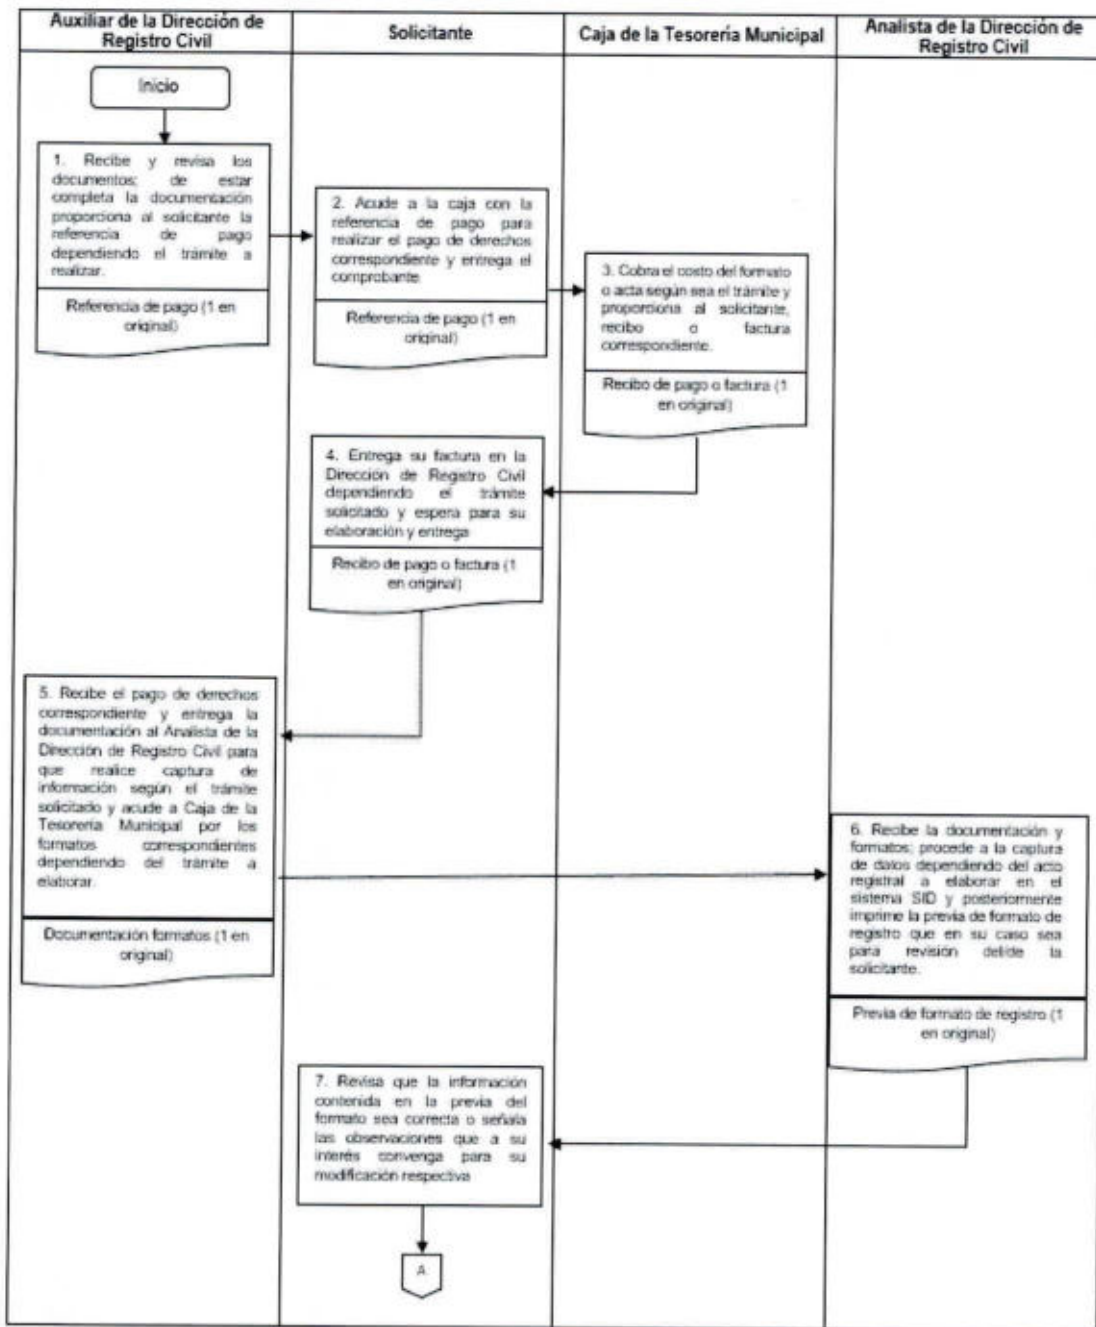 Auxiliar de la Dirección de
Registro Civil
Solicitante
Caja de la Tesorería Municipal
Analista de la Dirección de
Registro Civil
Inicio
1. Recibe y revisa los
documentos; de estar
completa la documentación
proporciona al solicitante la
referencia de pago
dependiendo el trámite a
realizar.
Referencia de pago (1 en
original)
2. Acude a la caja con la
referencia de pago para
realizar el pago de derechos
correspondiente y entrega el
comprobante
Referencia de pago (1 en
original)
3. Cobra el costo del formato
o acta según sea el trámite y
proporciona al solicitante,
recibo o factura
correspondiente.
Recibo de pago o factura (1
en original)
4. Entrega su factura en la
Dirección de Registro Civil
dependiendo el trámite
solicitado y espera para su
elaboración y entrega
Recibo de pago o factura (1
en original)
5. Recibe el pago de derechos
correspondiente y entrega la
documentación al Analista de la
Dirección de Registro Civil para
que realice captura de
información según el trámite
solicitado y acude a Caja de la
Tesorería Municipal por los
formatos correspondientes
dependiendo del trámite a
elaborar.
Documentación formatos (1 en
original)
6. Recibe la documentación y
formatos; procede a la captura
de datos dependiendo del acto
registral a elaborar en el
sistema SID y posteriormente
imprime la previa de formato de
registro que en su caso sea
para revisión del/de la
solicitante.
Previa de formato de registro (1
en original)
7. Revisa que la información
contenida en la previa del
formato sea correcta o señala
las observaciones que a su
interés convenga para su
modificación respectiva
A